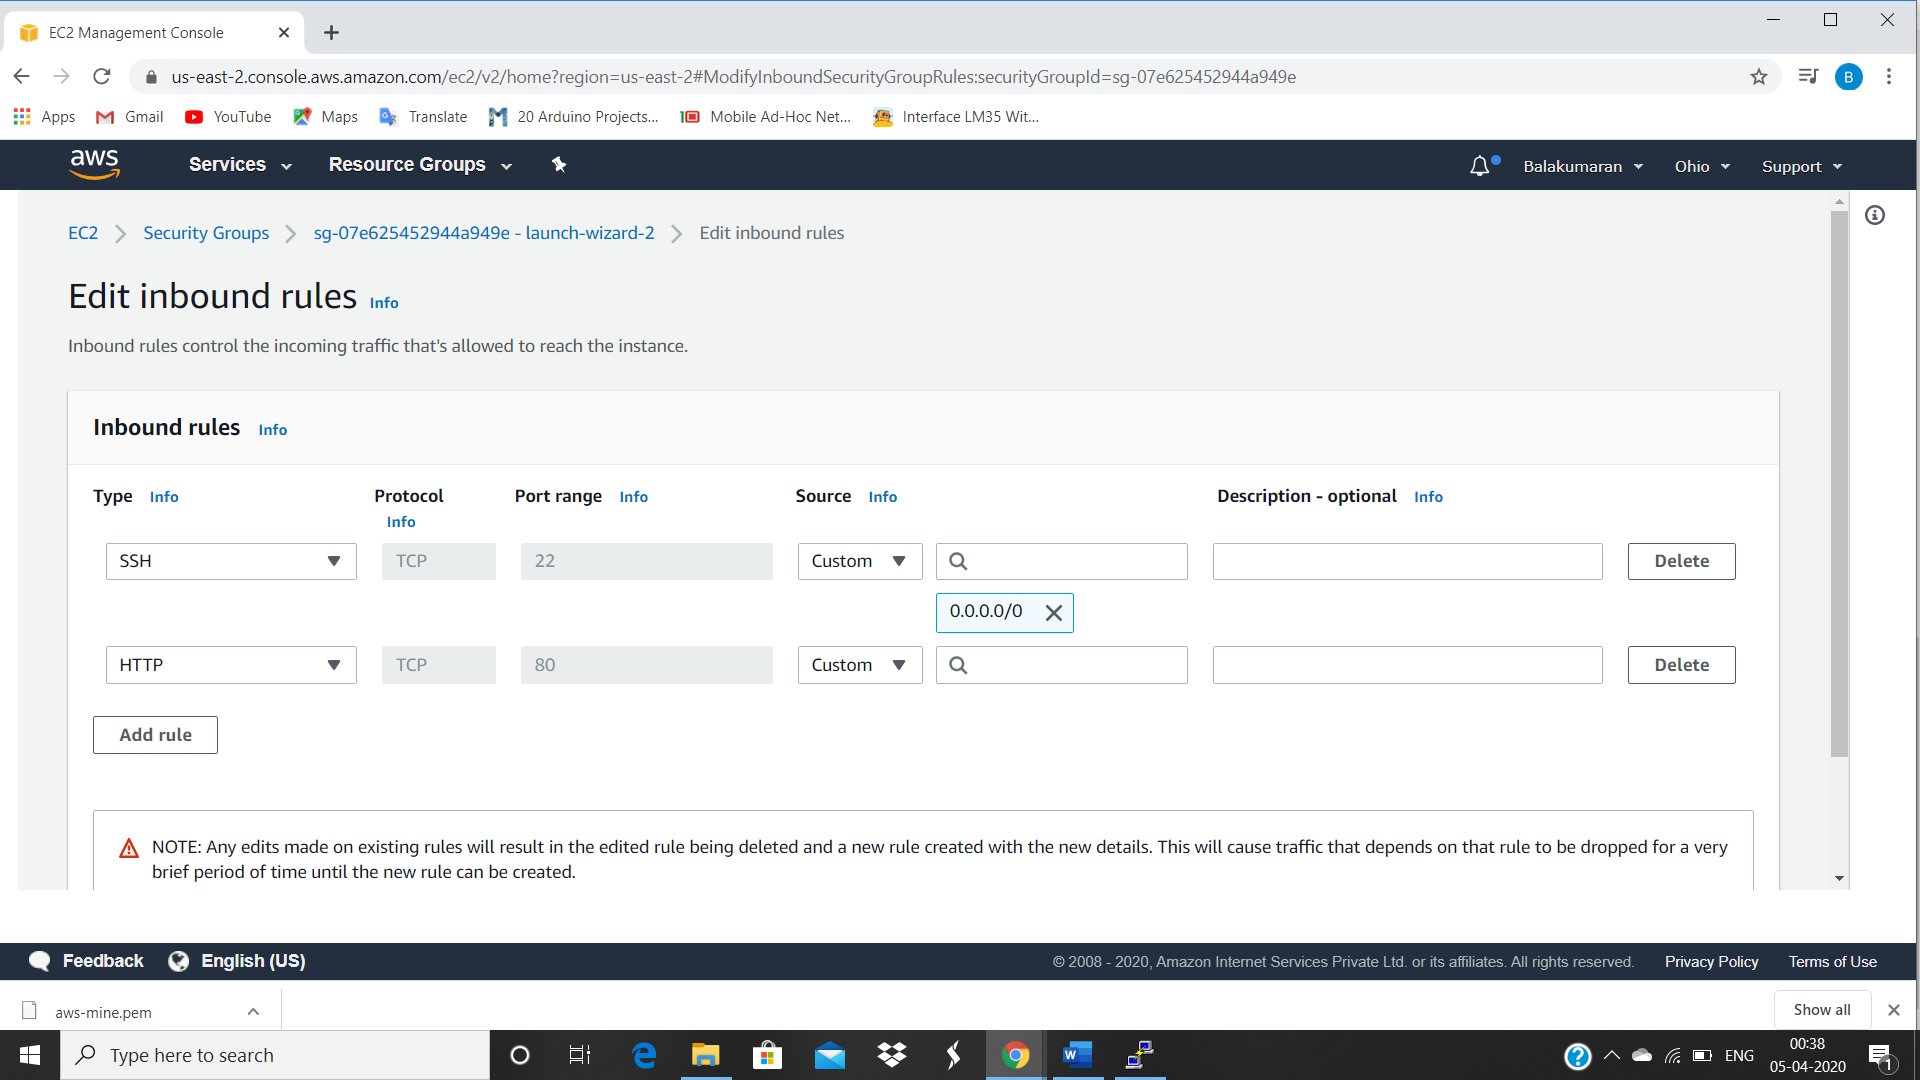 EC2 Management Console
us-east-2.console.aws.amazon.com/ec2/v2/home?region=us-east-2#ModifyInboundSecurityGroupRules:securityGroupId=sg-07e625452944a949e
B
Apps Gmail YouTube Maps Translate 20 Arduino Projects... Mobile Ad-Hoc Net... Interface LM35 Wit...
aws Services Resource Groups Balakumaran Ohio Support
EC2 Security Groups sg-07e625452944a949e - launch-wizard-2 Edit inbound rules
Edit inbound rules Info
Inbound rules control the incoming traffic that's allowed to reach the instance.
Inbound rules Info
Type Info Protocol Port range Info Source Info Description - optional Info
Info
SSH TCP 22 Custom Delete
0.0.0.0/0
HTTP TCP 80 Custom Delete
Add rule
NOTE: Any edits made on existing rules will result in the edited rule being deleted and a new rule created with the new details. This will cause traffic that depends on that rule to be dropped for a very
brief period of time until the new rule can be created.
Feedback English (US) © 2008 - 2020, Amazon Internet Services Private Ltd. or its affiliates. All rights reserved. Privacy Policy Terms of Use
aws-mine.pem Show all
Type here to search ENG 00:38
05-04-2020 1